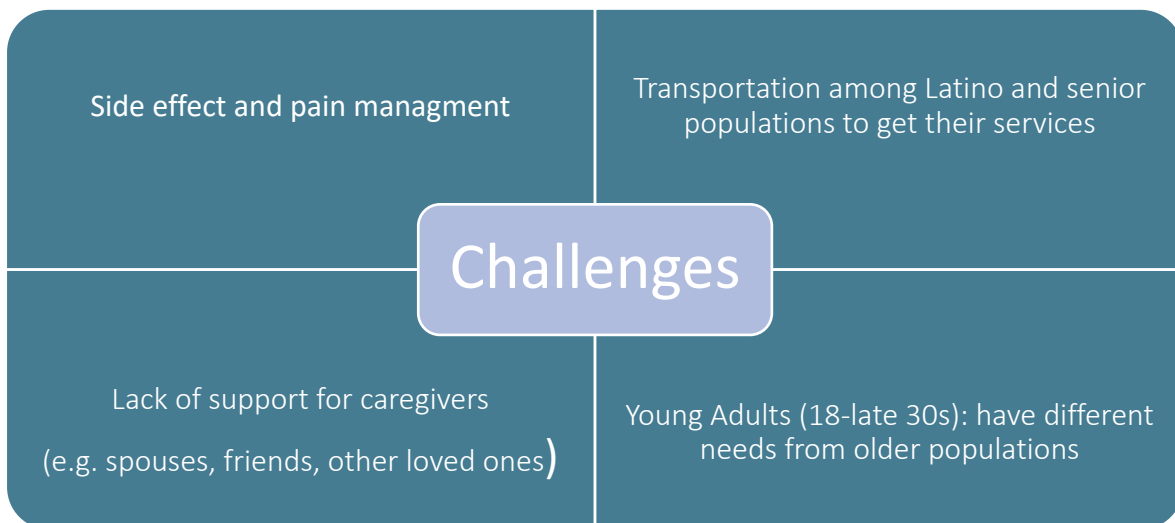 Side effect and pain managment
Transportation among Latino and senior
populations to get their services
Challenges
Lack of support for caregivers
(e.g. spouses, friends, other loved ones)
Young Adults (18-late 30s): have different
needs from older populations